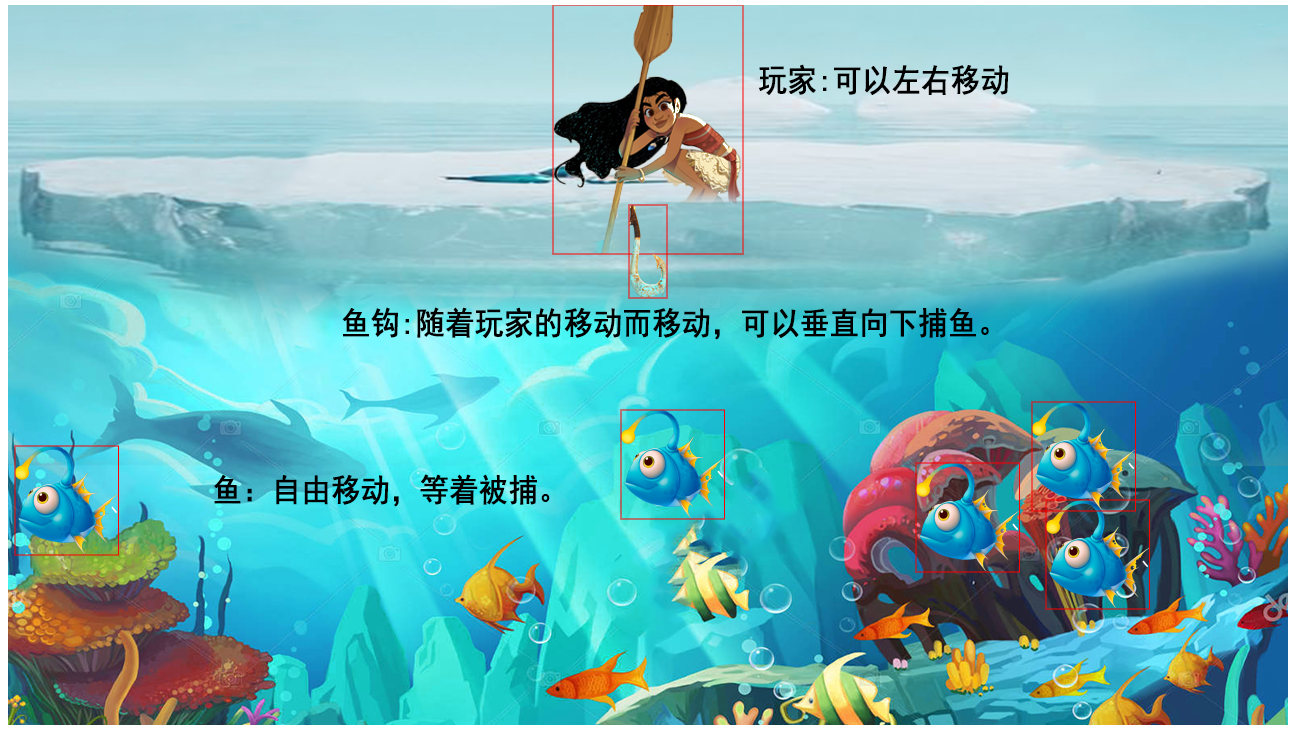 玩家:可以左右移动
鱼钩:随着玩家的移动而移动，可以垂直向下捕鱼。
鱼：自由移动，等着被捕。